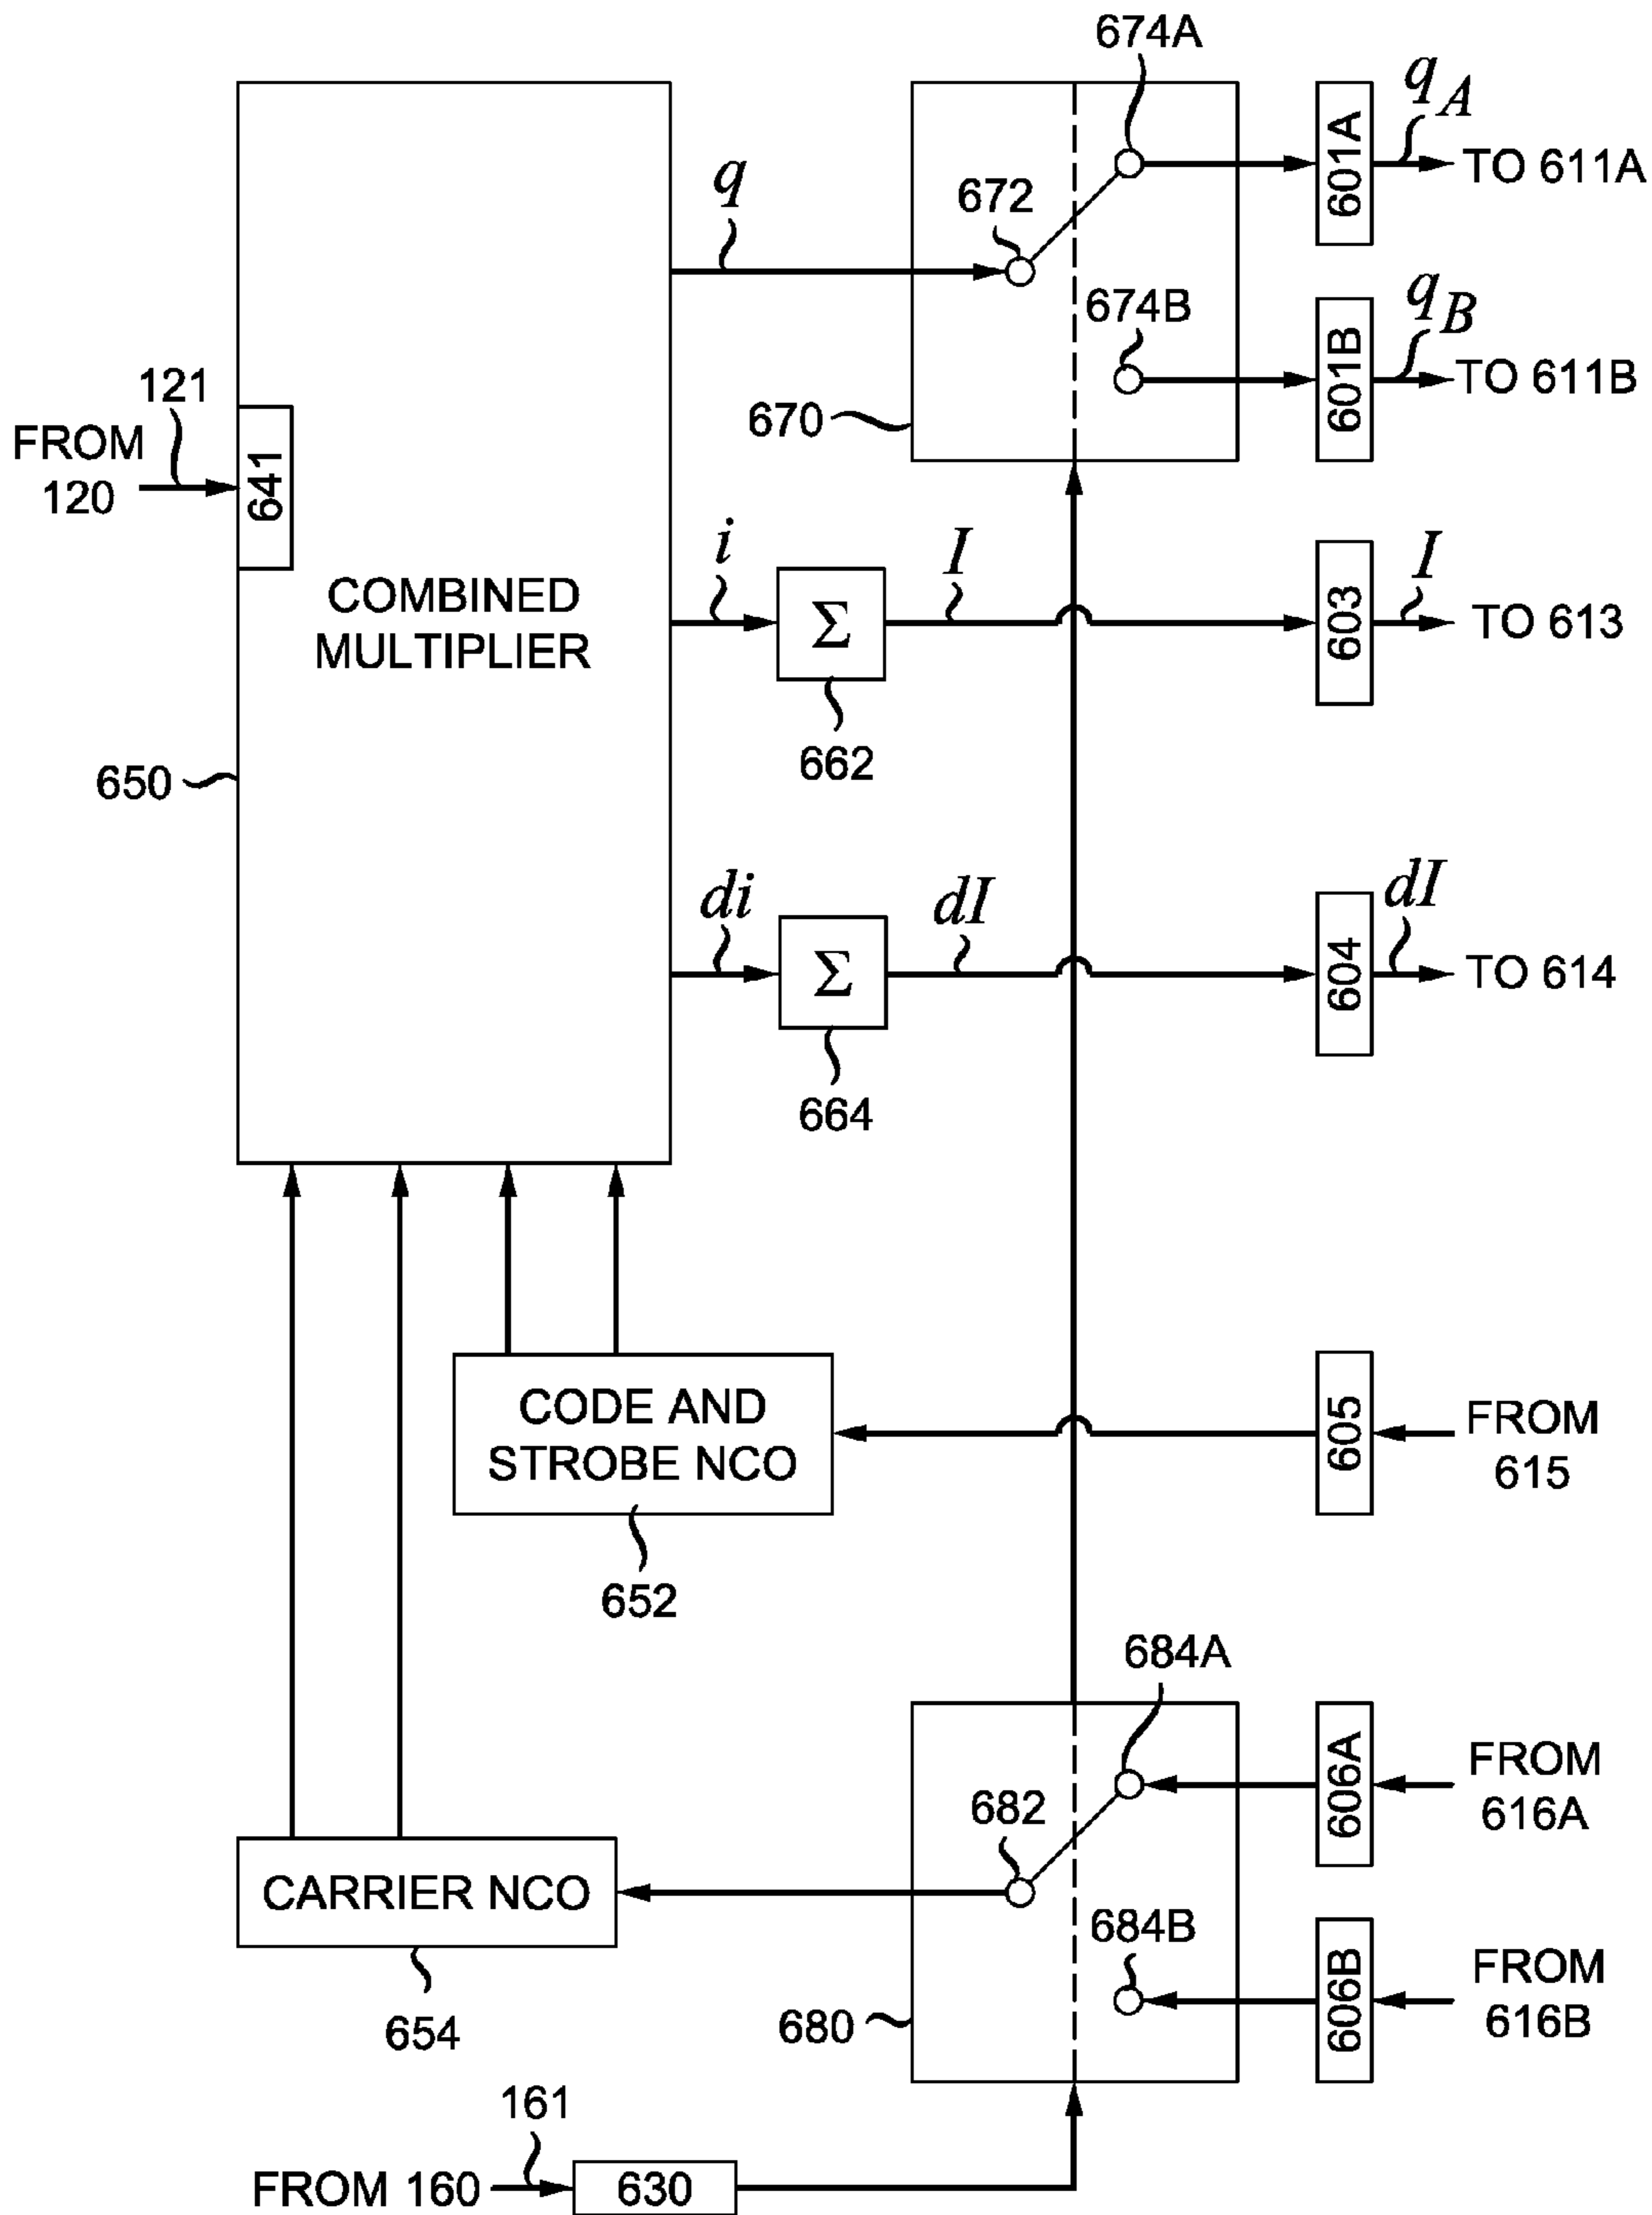 674A
q
672
601A
qA
TO 611A
674B
601B
qB
TO 611B
670
121
FROM
120
641
COMBINED
MULTIPLIER
i
Σ
I
603
I
TO 613
662
650
di
Σ
dI
604
dI
TO 614
664
CODE AND
STROBE NCO
605
FROM
615
652
684A
682
606A
FROM
616A
CARRIER NCO
684B
606B
FROM
616B
654
680
161
FROM 160
630